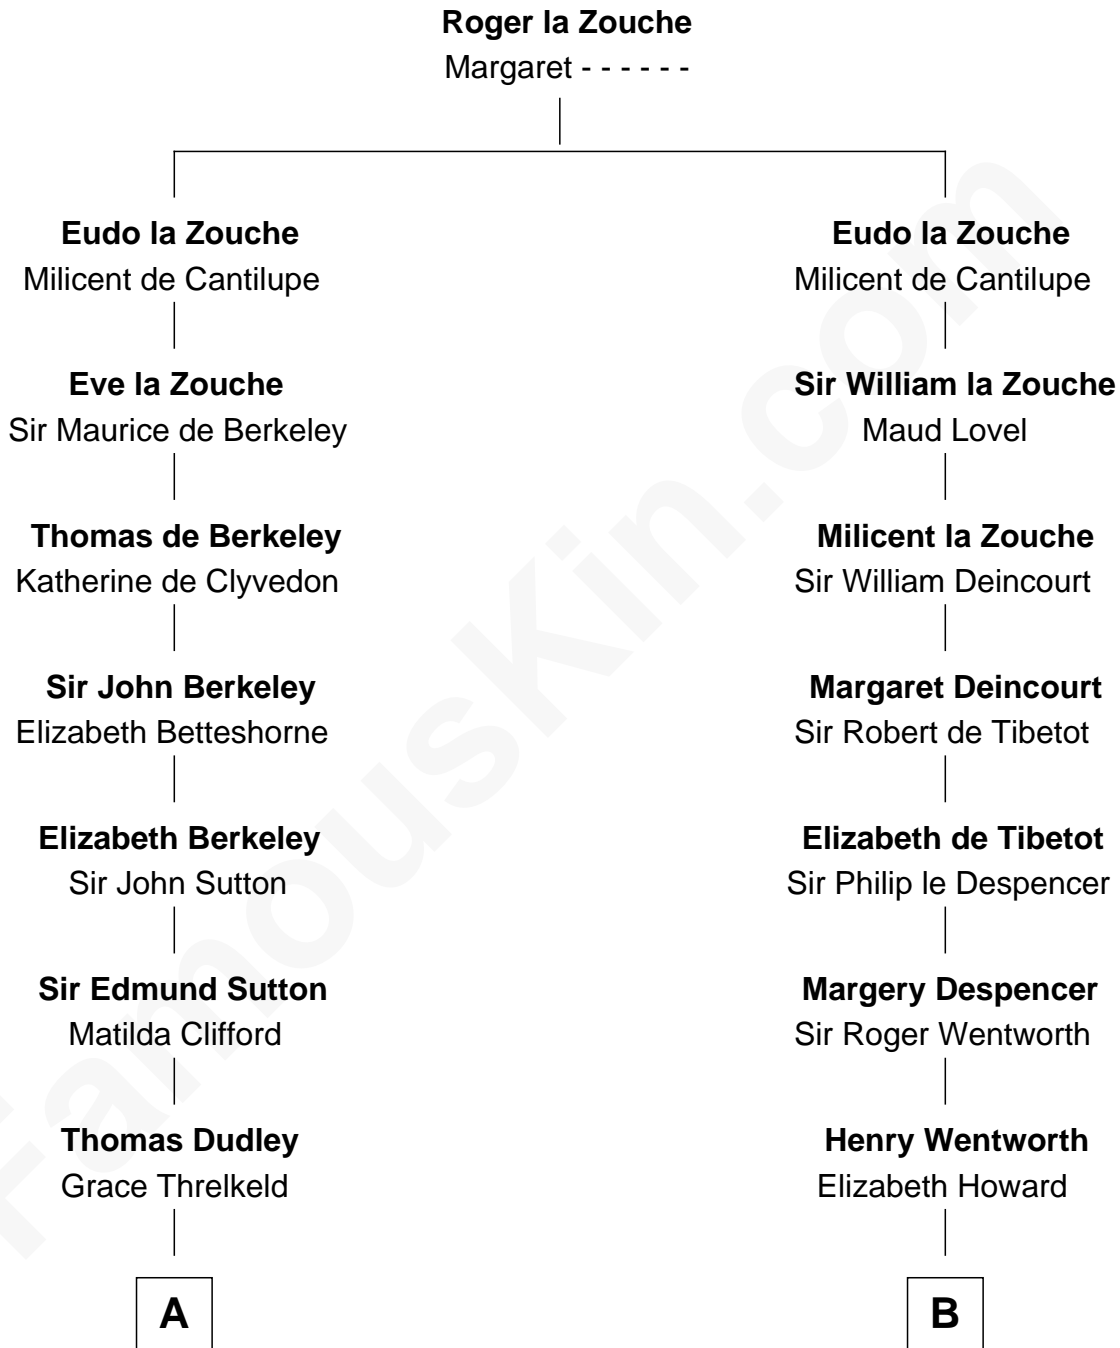 Roger la Zouche
Margaret - - - - - -
Eudo la Zouche
Milicent de Cantilupe
Eve la Zouche
Sir Maurice de Berkeley
Thomas de Berkeley
Katherine de Clyvedon
Sir John Berkeley
Elizabeth Betteshorne
Elizabeth Berkeley
Sir John Sutton
Sir Edmund Sutton
Matilda Clifford
Thomas Dudley
Grace Threlkeld
A
Eudo la Zouche
Milicent de Cantilupe
Sir William la Zouche
Maud Lovel
Milicent la Zouche
Sir William Deincourt
Margaret Deincourt
Sir Robert de Tibetot
Elizabeth de Tibetot
Sir Philip le Despencer
Margery Despencer
Sir Roger Wentworth
Henry Wentworth
Elizabeth Howard
B
FamousKin.com